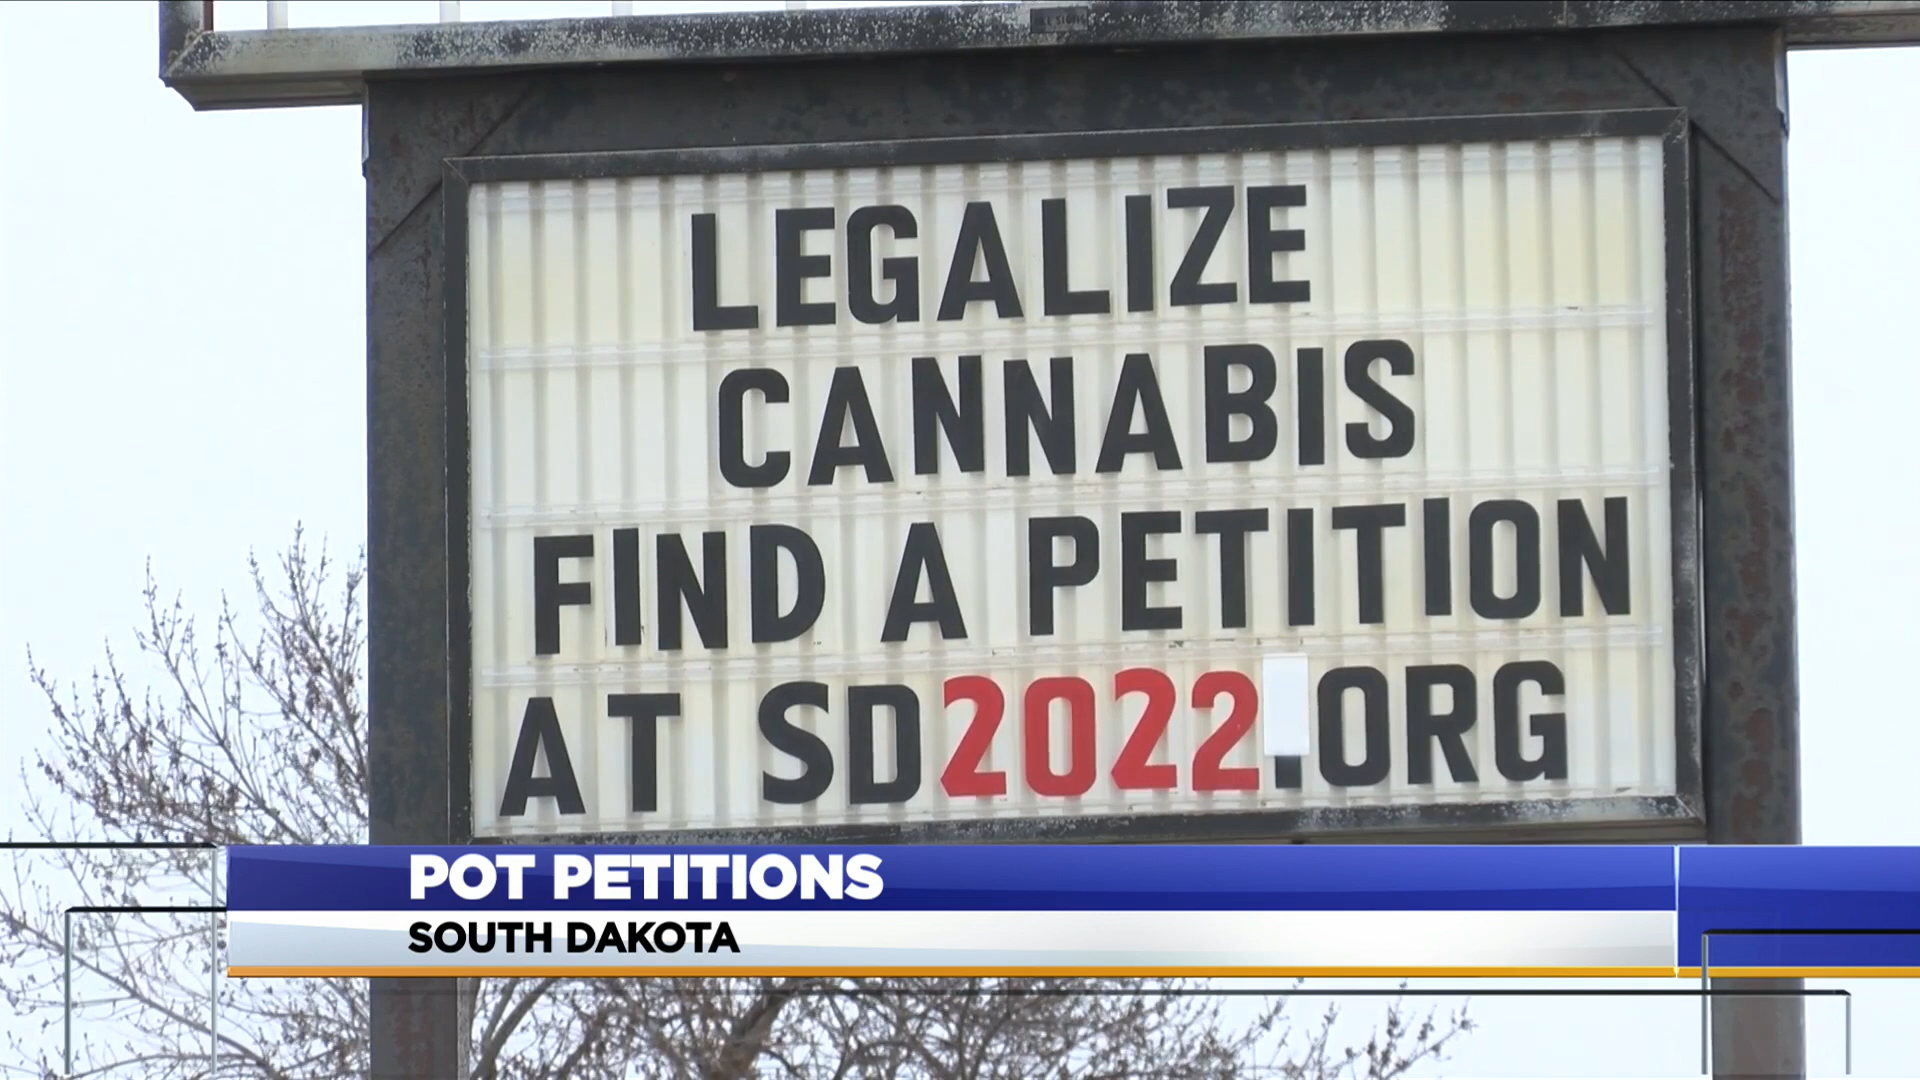 LEGALIZE
CANNABIS
FIND A PETITION
AT SD2022.ORG
POT PETITIONS
SOUTH DAKOTA